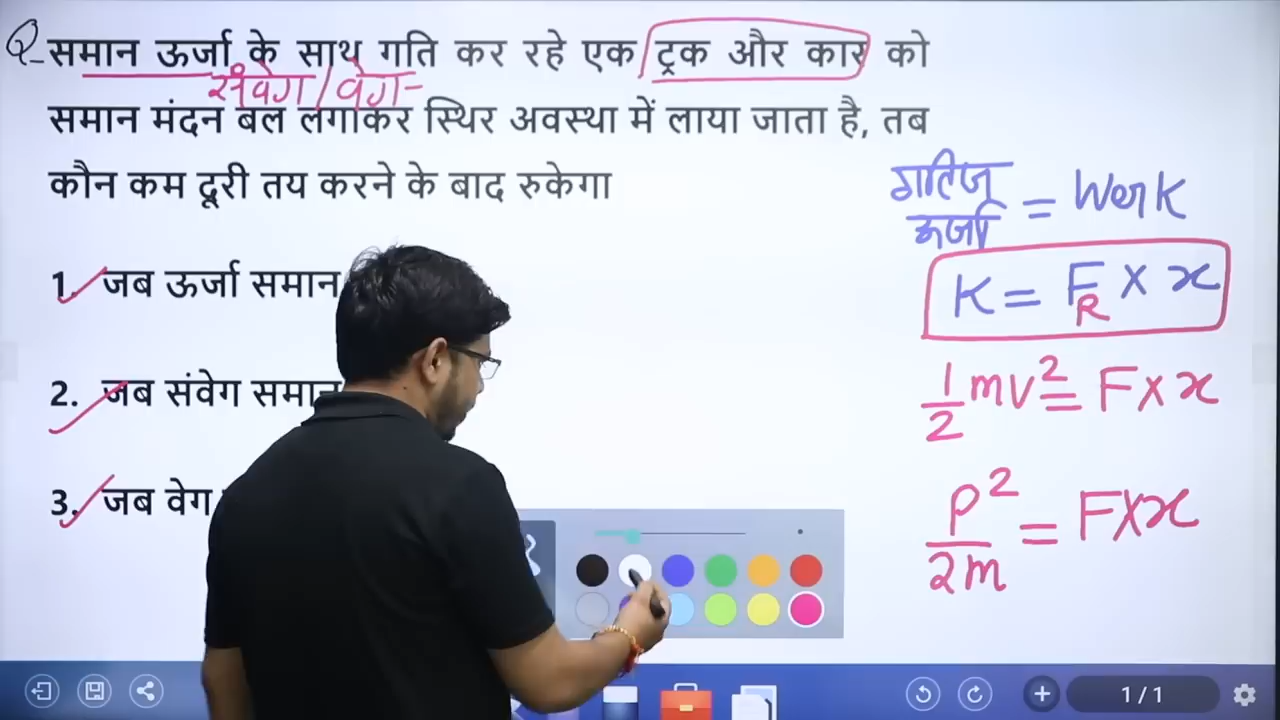 Q- समान ऊर्जा के साथ गति कर रहे एक ट्रक और कार को
संवेग / वेग-
समान मंदन बल लगाकर स्थिर अवस्था में लाया जाता है, तब
कौन कम दूरी तय करने के बाद रुकेगा
1. जब ऊर्जा समान
2. जब संवेग समान
3. जब वेग
गतिज
ऊर्जा = Work
K = F_R × x
1/2 mv² = F × x
P²/2m = F × x
1 / 1